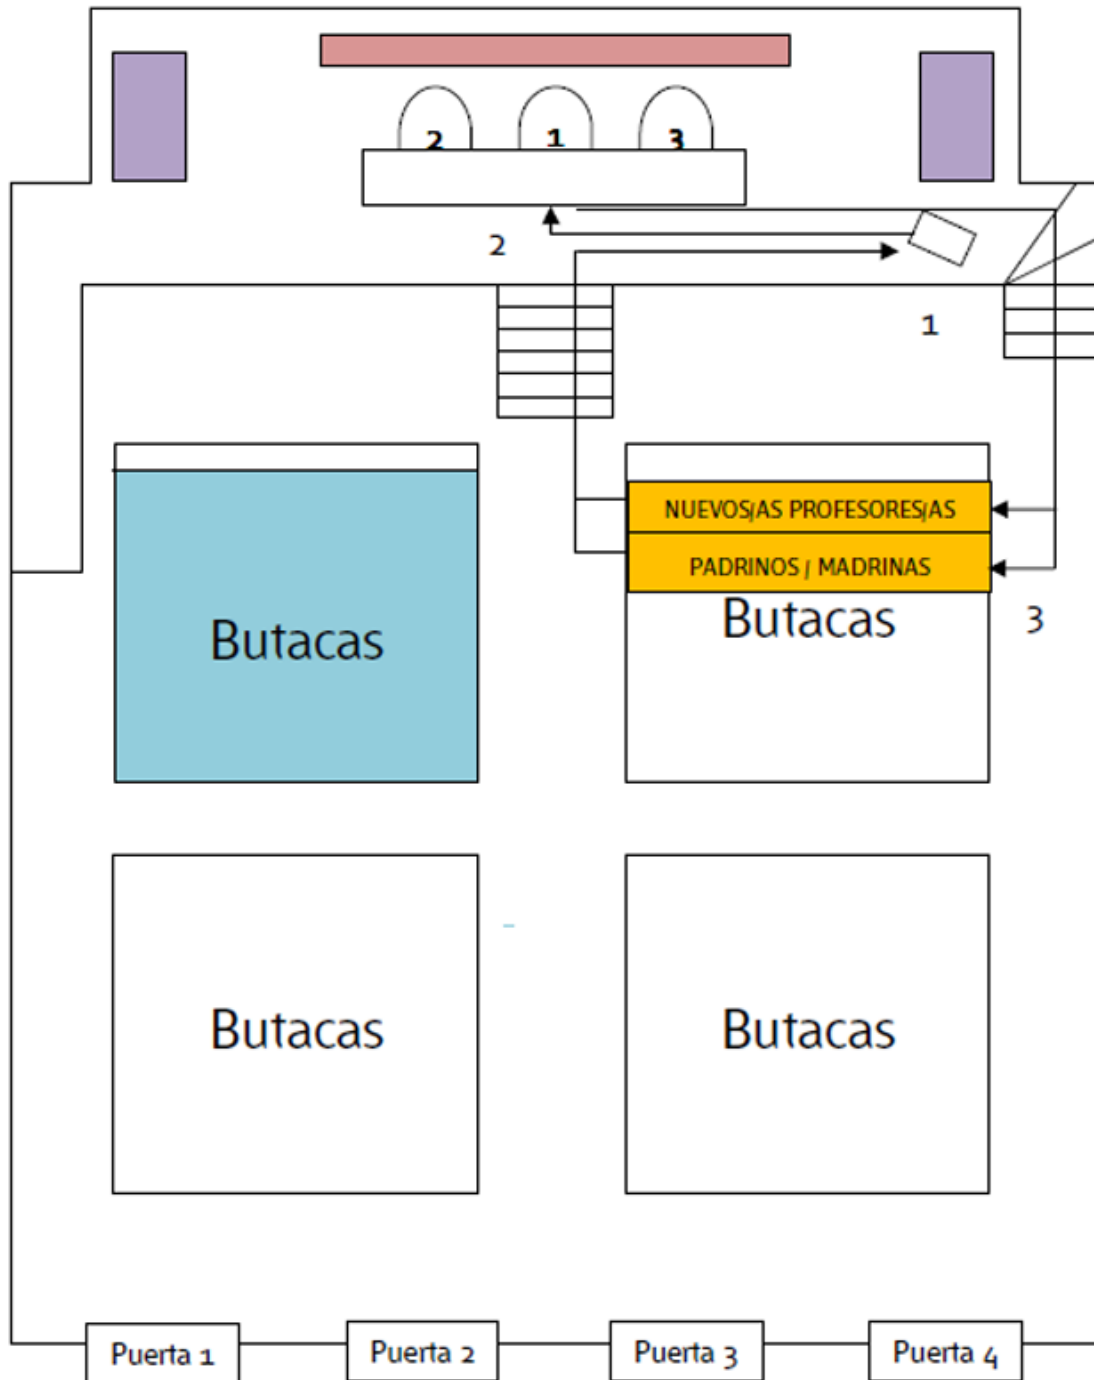 2 1 3
2
1
NUEVOS/AS PROFESORES/AS
PADRINOS / MADRINAS
Butacas
Butacas
3
Butacas
Butacas
Puerta 1
Puerta 2
Puerta 3
Puerta 4